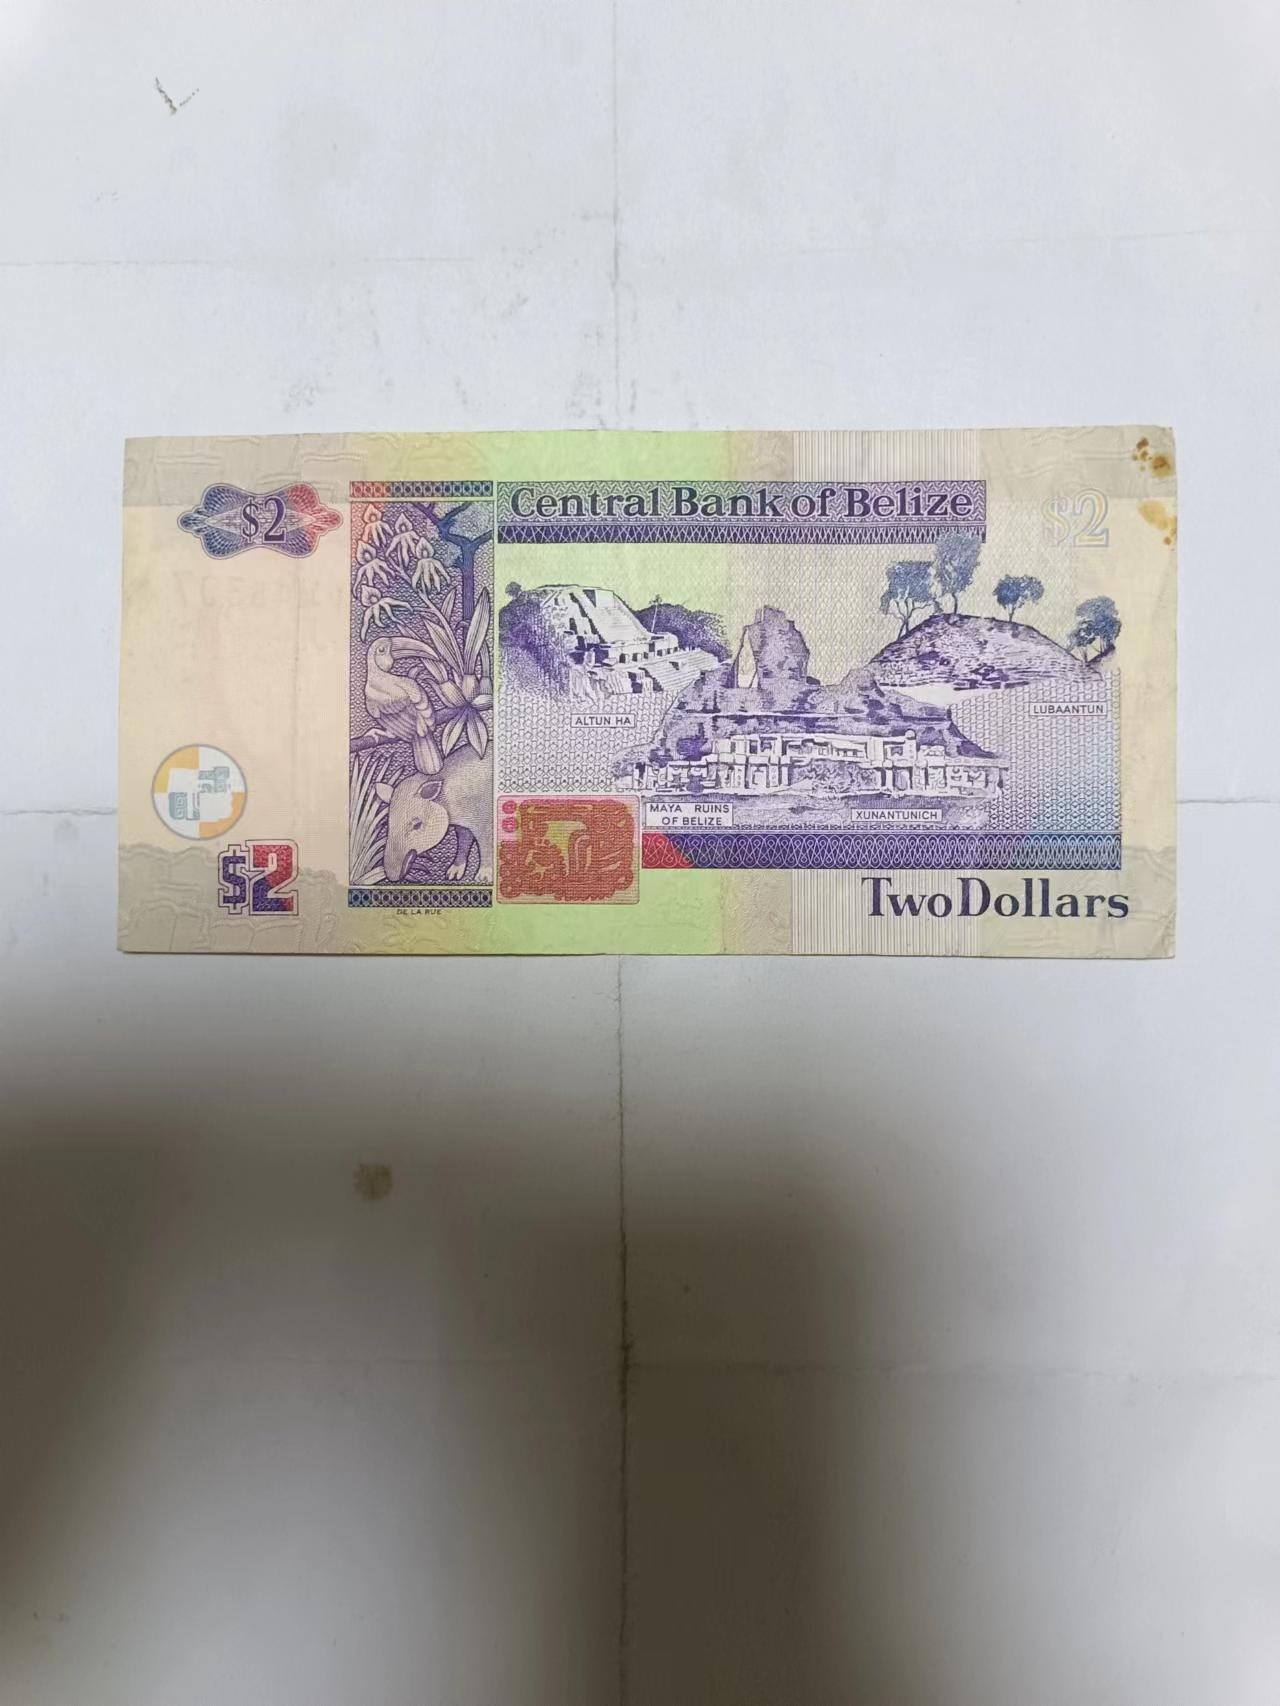 $2
Central Bank of Belize
$2
ALTUN HA
LUBAANTUN
MAYA RUINS
OF BELIZE
XUNANTUNICH
$2
Two Dollars
DE LA RUE